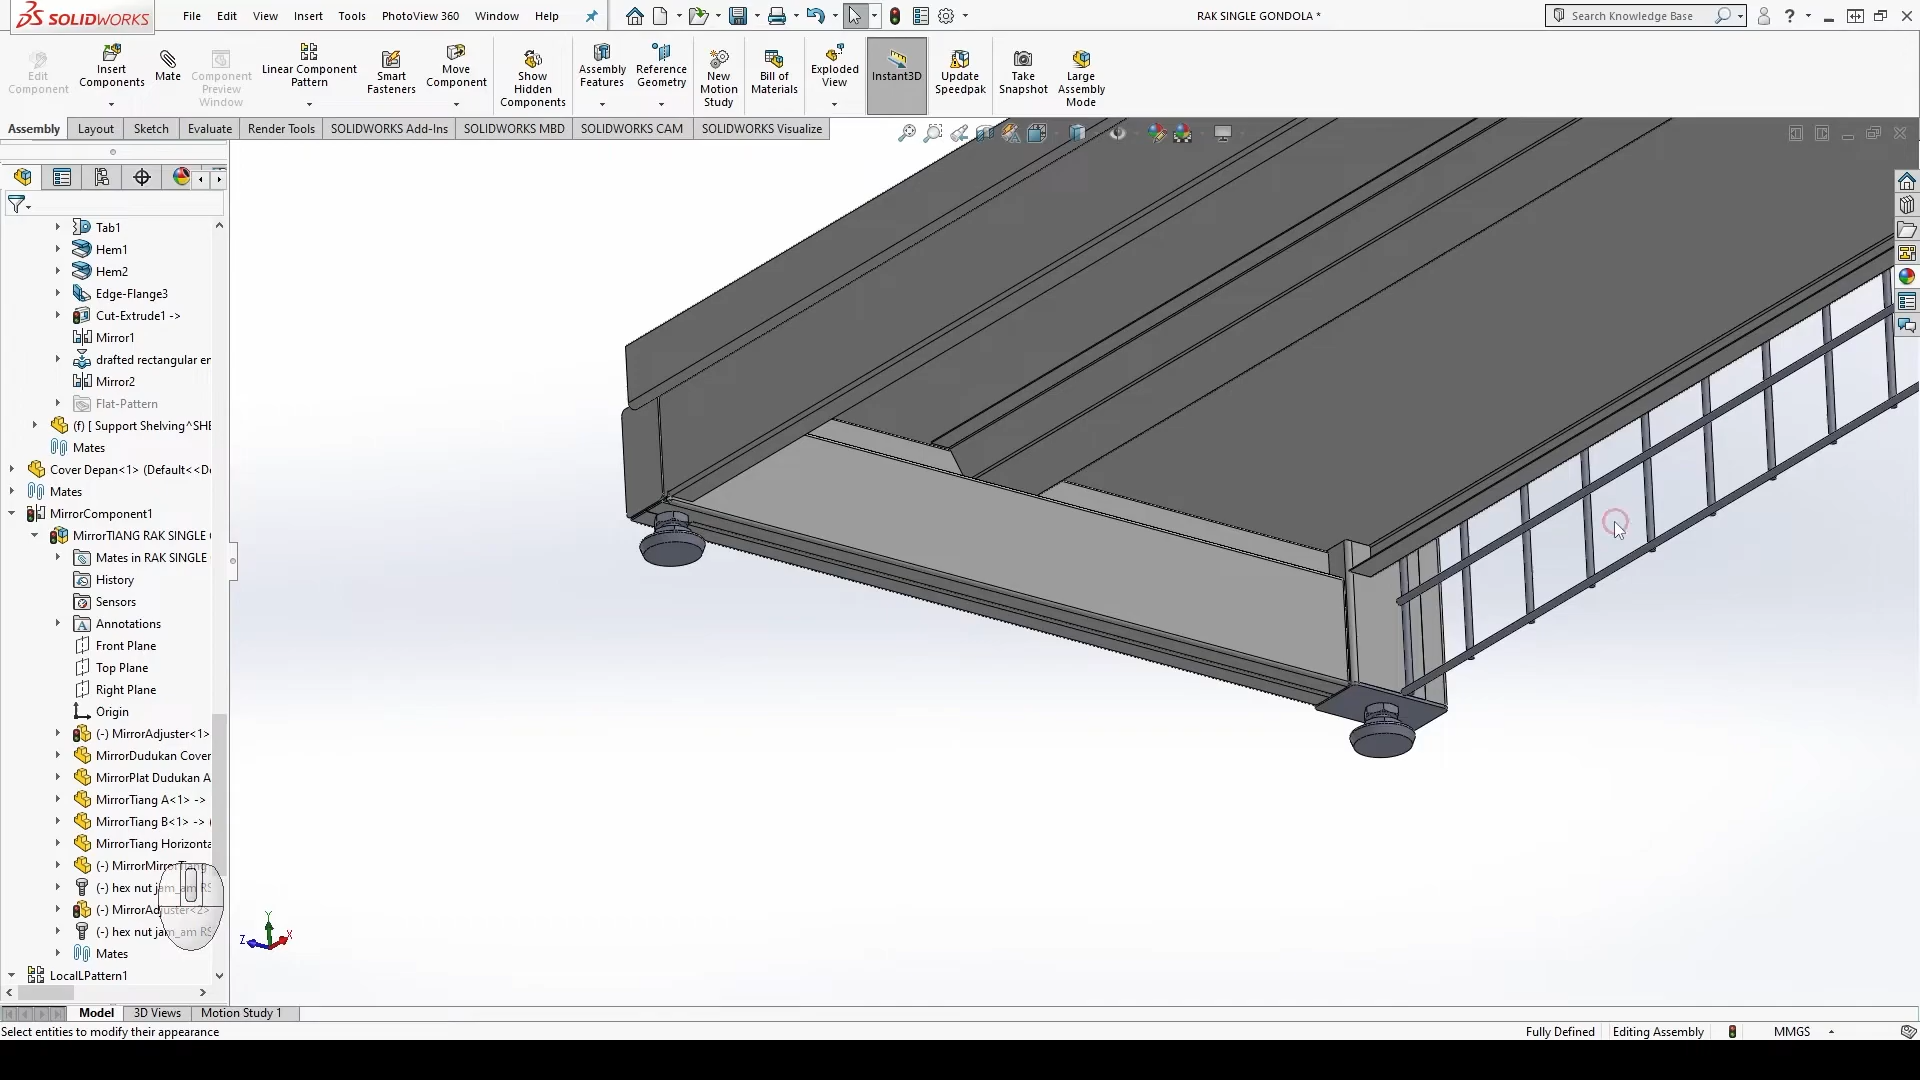 SOLIDWORKS
File Edit View Insert Tools PhotoView 360 Window Help
RAK SINGLE GONDOLA *
Search Knowledge Base
Edit Component
Insert Components
Mate
Component Preview Window
Linear Component Pattern
Smart Fasteners
Move Component
Show Hidden Components
Assembly Features
Reference Geometry
New Motion Study
Bill of Materials
Exploded View
Instant3D
Update Speedpak
Take Snapshot
Large Assembly Mode
Assembly Layout Sketch Evaluate Render Tools SOLIDWORKS Add-Ins SOLIDWORKS MBD SOLIDWORKS CAM SOLIDWORKS Visualize
Tab1
Hem1
Hem2
Edge-Flange3
Cut-Extrude1 ->
Mirror1
drafted rectangular er
Mirror2
Flat-Pattern
(f) [ Support Shelving^SHE
Mates
Cover Depan<1> (Default<<De
Mates
MirrorComponent1
MirrorTIANG RAK SINGLE
Mates in RAK SINGLE
History
Sensors
Annotations
Front Plane
Top Plane
Right Plane
Origin
(-) MirrorAdjuster<1>
MirrorDudukan Cover
MirrorPlat Dudukan A
MirrorTiang A<1> ->
MirrorTiang B<1> -> (
MirrorTiang Horizonta
(-) MirrorMirrorTiang
(-) hex nut jam_am RS
(-) MirrorAdjuster<2>
(-) hex nut jam_am RS
Mates
LocalLPattern1
Y
Z X
Model 3D Views Motion Study 1
Select entities to modify their appearance
Fully Defined Editing Assembly MMGS